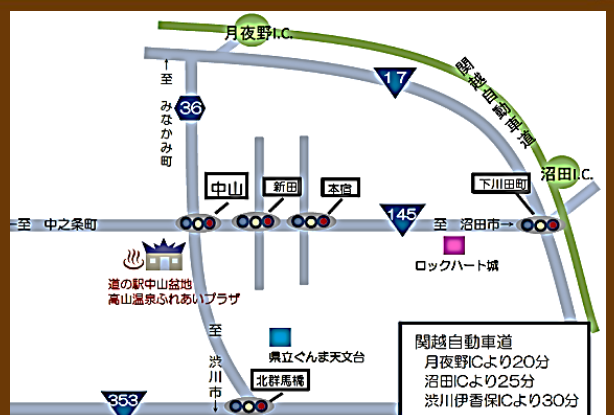 月夜野I.C.
17
関越自動車道
↑至 みなかみ町
36
沼田I.C.
中山
新田
本宿
下川田町
←至 中之条町
145
至 沼田市→
ロックハート城
道の駅中山盆地
高山温泉ふれあいプラザ
至 渋川市↓
県立ぐんま天文台
北群馬橋
353
関越自動車道
月夜野ICより20分
沼田ICより25分
渋川伊香保ICより30分